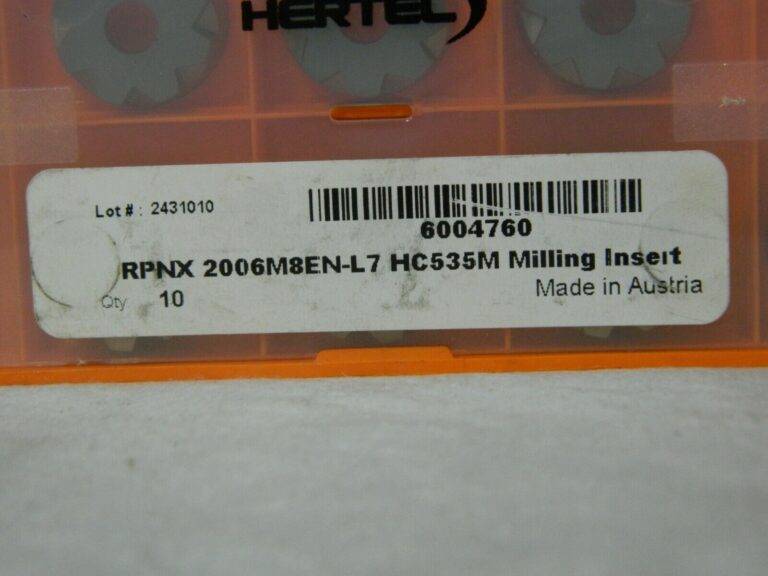 HERTEL
Lot # : 2431010
6004760
RPNX 2006M8EN-L7 HC535M Milling Insert
Qty 10
Made in Austria